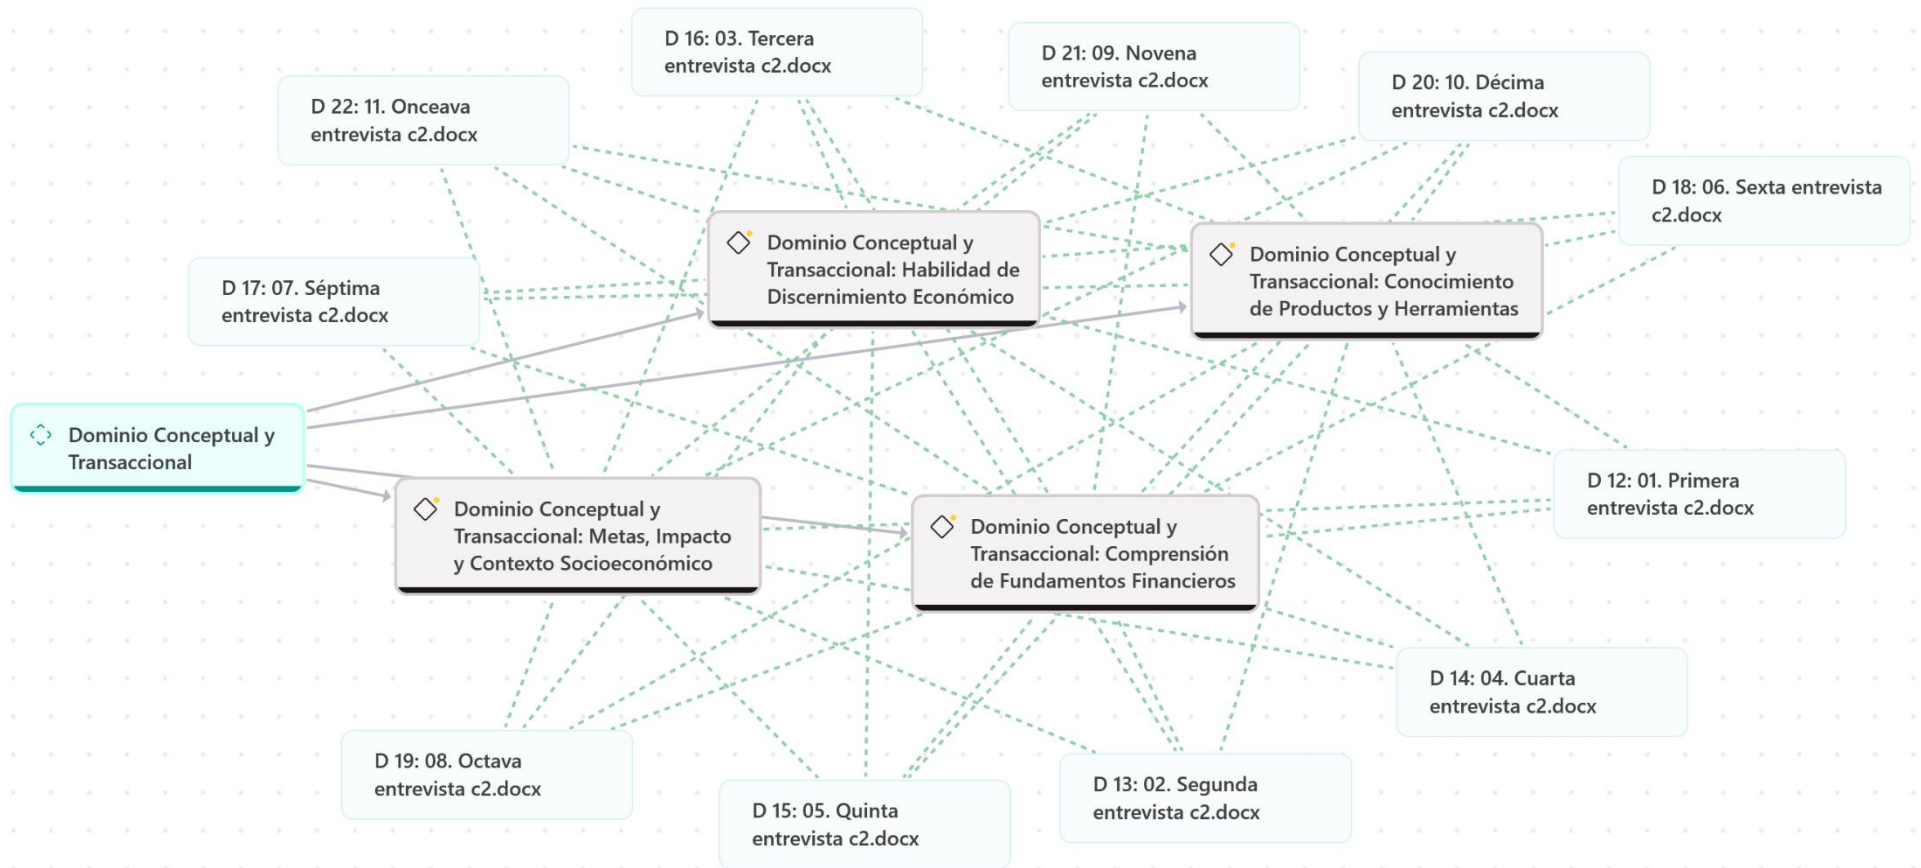 D 16: 03. Tercera
entrevista c2.docx
D 21: 09. Novena
entrevista c2.docx
D 20: 10. Décima
entrevista c2.docx
D 22: 11. Onceava
entrevista c2.docx
D 18: 06. Sexta entrevista
c2.docx
Dominio Conceptual y
Transaccional: Habilidad de
Discernimiento Económico
Dominio Conceptual y
Transaccional: Conocimiento
de Productos y Herramientas
D 17: 07. Séptima
entrevista c2.docx
Dominio Conceptual y
Transaccional
D 12: 01. Primera
entrevista c2.docx
Dominio Conceptual y
Transaccional: Metas, Impacto
y Contexto Socioeconómico
Dominio Conceptual y
Transaccional: Comprensión
de Fundamentos Financieros
D 14: 04. Cuarta
entrevista c2.docx
D 19: 08. Octava
entrevista c2.docx
D 15: 05. Quinta
entrevista c2.docx
D 13: 02. Segunda
entrevista c2.docx